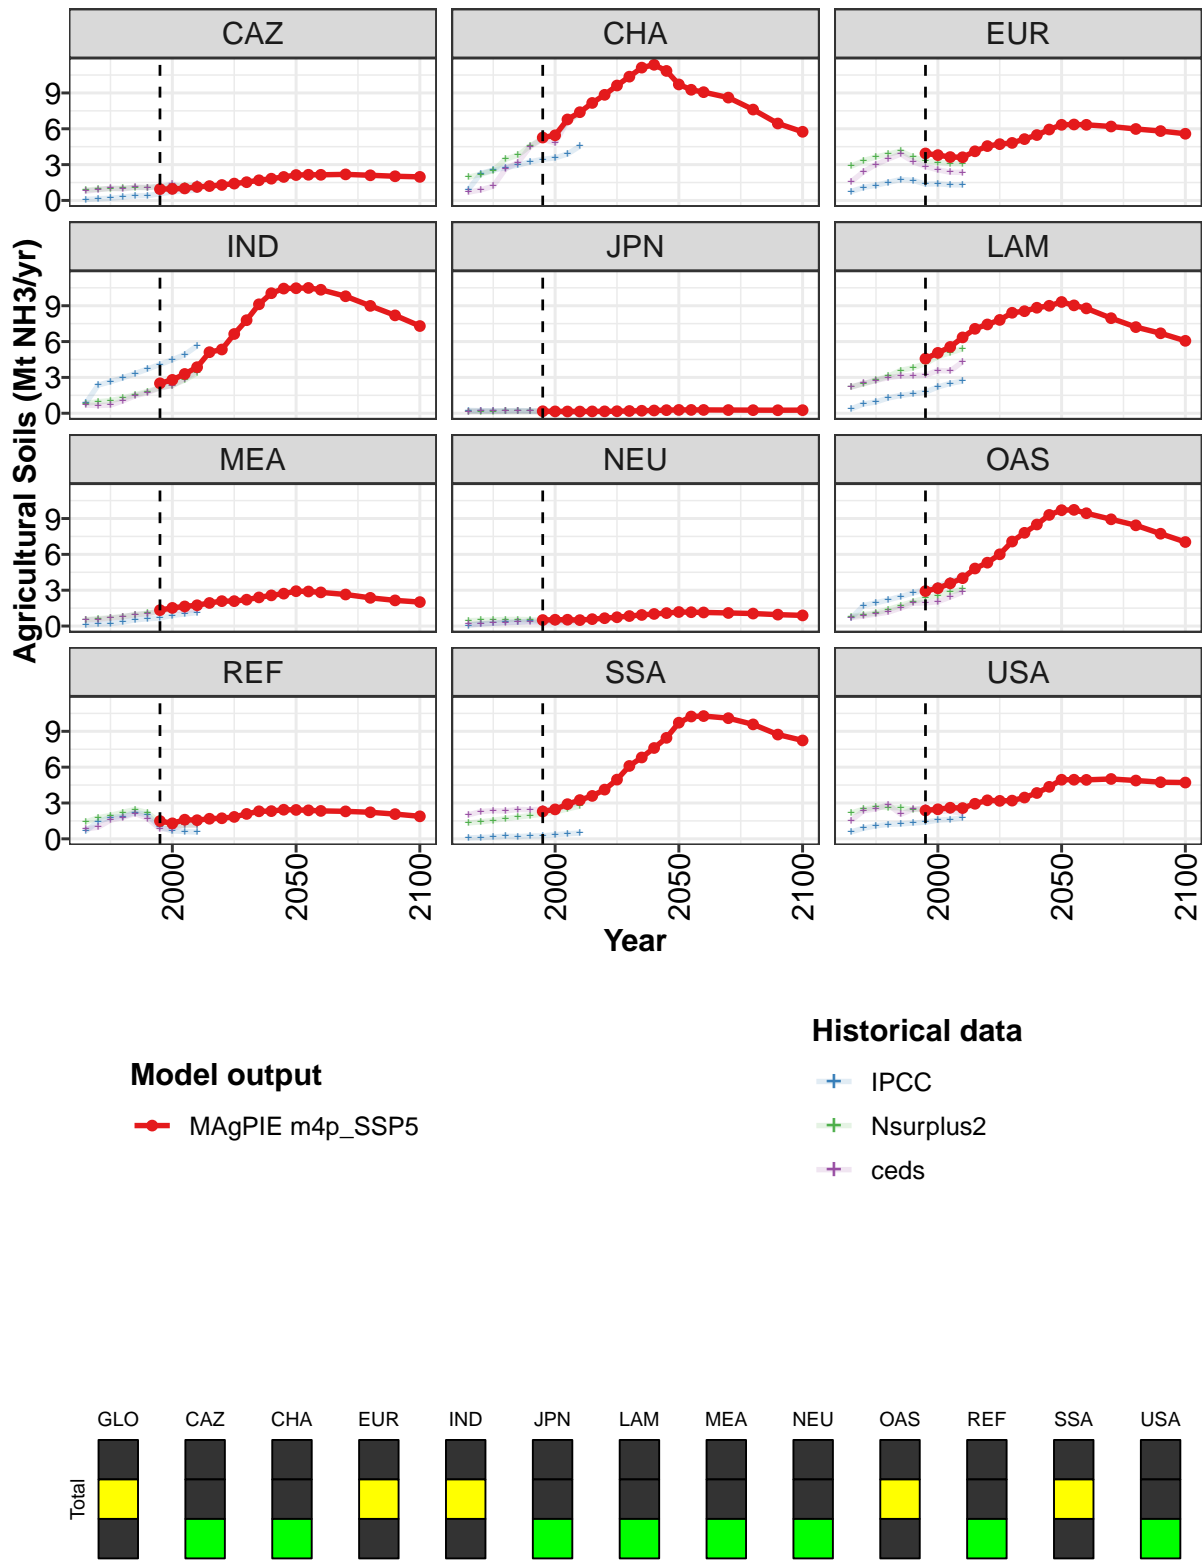 CAZ CHA EUR
9
6
3
0
IND JPN LAM
9
6
3
0
MEA NEU OAS
9
6
3
0
REF SSA USA
9
6
3
0
Agricultural Soils (Mt NH3/yr)
2000 2050 2100 2000 2050 2100 2000 2050 2100
Year
Model output
MAgPIE m4p_SSP5
Historical data
IPCC
Nsurplus2
ceds
GLO CAZ CHA EUR IND JPN LAM MEA NEU OAS REF SSA USA
Total